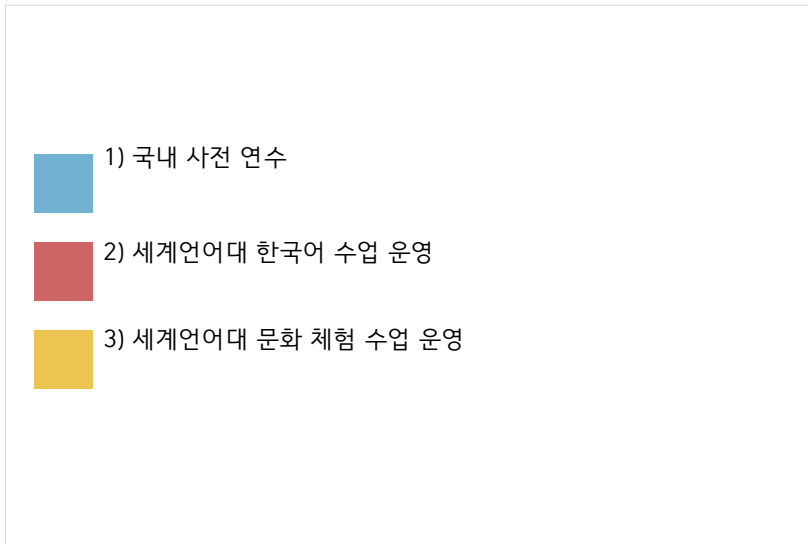 1) 국내 사전 연수
2) 세계언어대 한국어 수업 운영
3) 세계언어대 문화 체험 수업 운영